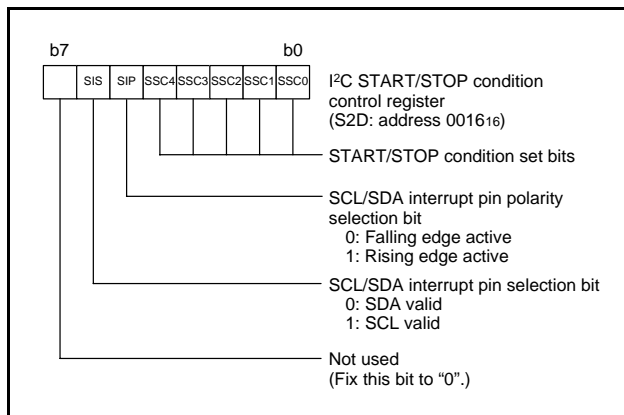 b7 b0
SIS SIP SSC4 SSC3 SSC2 SSC1 SSC0
I²C START/STOP condition
control register
(S2D: address 0016₁₆)
START/STOP condition set bits
SCL/SDA interrupt pin polarity
selection bit
0: Falling edge active
1: Rising edge active
SCL/SDA interrupt pin selection bit
0: SDA valid
1: SCL valid
Not used
(Fix this bit to “0”.)